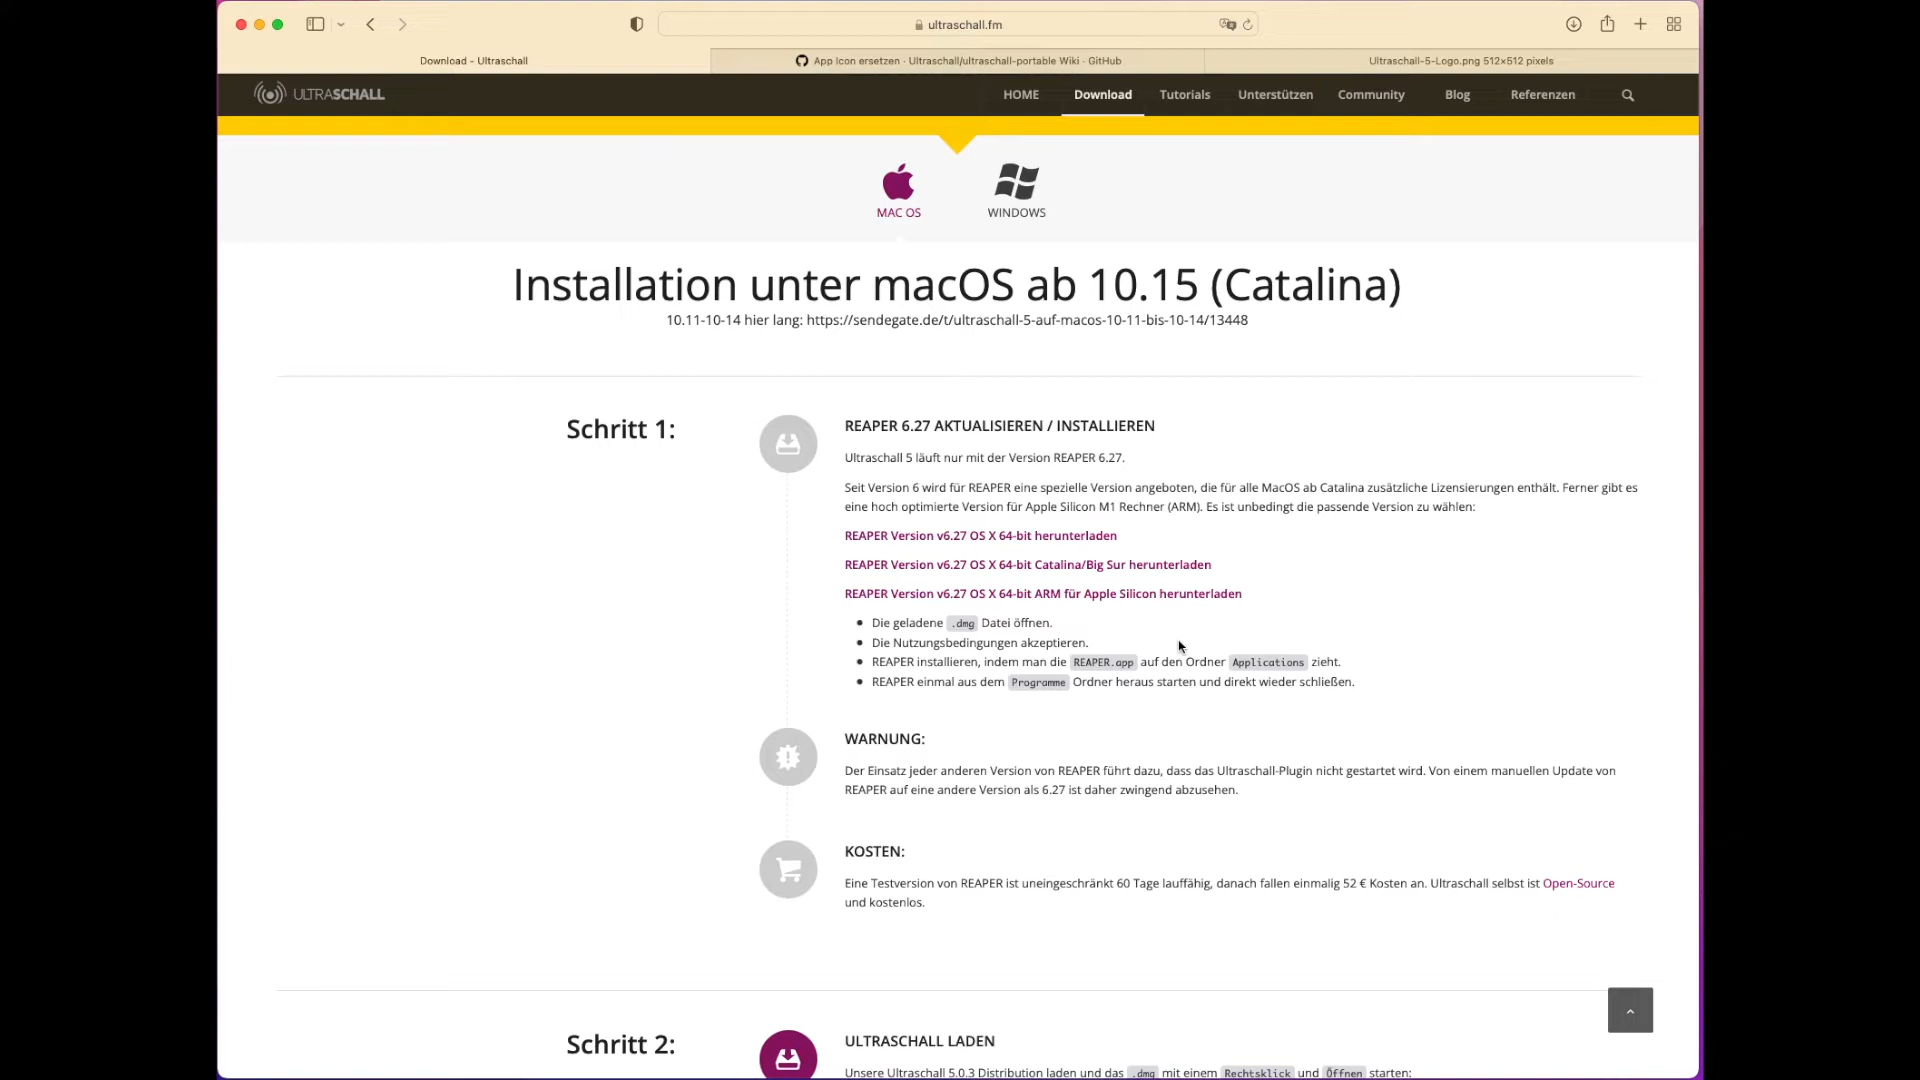 ultraschall.fm
Download - Ultraschall
App Icon ersetzen · Ultraschall/ultraschall-portable Wiki · GitHub
Ultraschall-5-Logo.png 512×512 pixels
ULTRASCHALL
HOME
Download
Tutorials
Unterstützen
Community
Blog
Referenzen
MAC OS
WINDOWS
Installation unter macOS ab 10.15 (Catalina)
10.11-10-14 hier lang: https://sendegate.de/t/ultraschall-5-auf-macos-10-11-bis-10-14/13448
Schritt 1:
REAPER 6.27 AKTUALISIEREN / INSTALLIEREN
Ultraschall 5 läuft nur mit der Version REAPER 6.27.
Seit Version 6 wird für REAPER eine spezielle Version angeboten, die für alle MacOS ab Catalina zusätzliche Lizensierungen enthält. Ferner gibt es
eine hoch optimierte Version für Apple Silicon M1 Rechner (ARM). Es ist unbedingt die passende Version zu wählen:
REAPER Version v6.27 OS X 64-bit herunterladen
REAPER Version v6.27 OS X 64-bit Catalina/Big Sur herunterladen
REAPER Version v6.27 OS X 64-bit ARM für Apple Silicon herunterladen
Die geladene .dmg Datei öffnen.
Die Nutzungsbedingungen akzeptieren.
REAPER installieren, indem man die REAPER.app auf den Ordner Applications zieht.
REAPER einmal aus dem Programme Ordner heraus starten und direkt wieder schließen.
WARNUNG:
Der Einsatz jeder anderen Version von REAPER führt dazu, dass das Ultraschall-Plugin nicht gestartet wird. Von einem manuellen Update von
REAPER auf eine andere Version als 6.27 ist daher zwingend abzusehen.
KOSTEN:
Eine Testversion von REAPER ist uneingeschränkt 60 Tage lauffähig, danach fallen einmalig 52 € Kosten an. Ultraschall selbst ist Open-Source
und kostenlos.
Schritt 2:
ULTRASCHALL LADEN
Unsere Ultraschall 5.0.3 Distribution laden und das .dmg mit einem Rechtsklick und Öffnen starten: